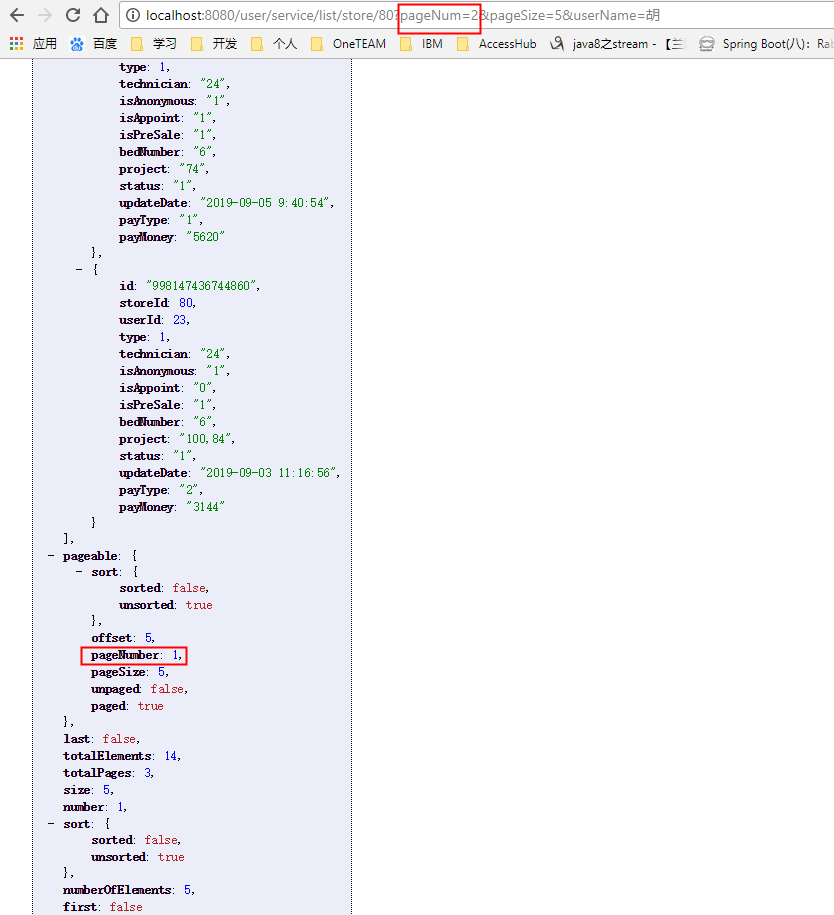 localhost:8080/user/service/list/store/80?pageNum=2&pageSize=5&userName=胡
应用 百度 学习 开发 个人 OneTEAM IBM AccessHub java8之stream - 【兰 Spring Boot(八): Ra
type: 1,
technician: "24",
isAnonymous: "1",
isAppoint: "1",
isPreSale: "1",
bedNumber: "6",
project: "74",
status: "1",
updateDate: "2019-09-05 9:40:54",
payType: "1",
payMoney: "5620"
},
- {
id: "998147436744860",
storeId: 80,
userId: 23,
type: 1,
technician: "24",
isAnonymous: "1",
isAppoint: "0",
isPreSale: "1",
bedNumber: "6",
project: "100,84",
status: "1",
updateDate: "2019-09-03 11:16:56",
payType: "2",
payMoney: "3144"
}
],
- pageable: {
- sort: {
sorted: false,
unsorted: true
},
offset: 5,
pageNumber: 1,
pageSize: 5,
unpaged: false,
paged: true
},
last: false,
totalElements: 14,
totalPages: 3,
size: 5,
number: 1,
- sort: {
sorted: false,
unsorted: true
},
numberOfElements: 5,
first: false